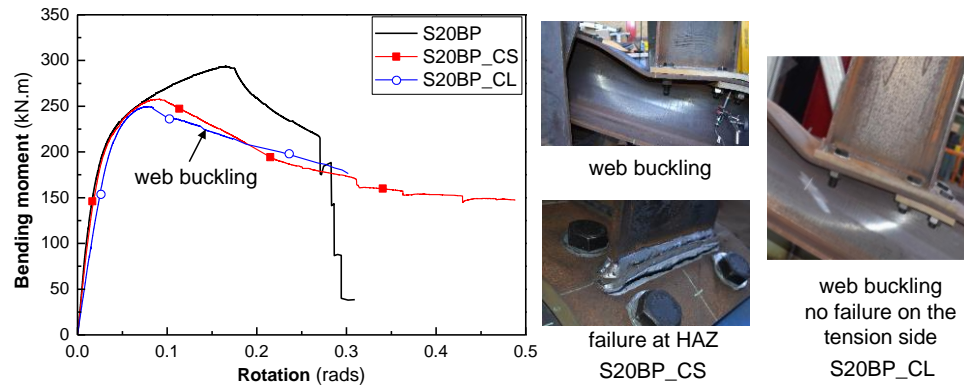 350
300
250
200
150
100
50
0
Bending moment (kN.m)
0.0
0.1
0.2
0.3
0.4
0.5
Rotation (rads)
S20BP
S20BP_CS
S20BP_CL
web buckling
web buckling
failure at HAZ
S20BP_CS
web buckling
no failure on the
tension side
S20BP_CL